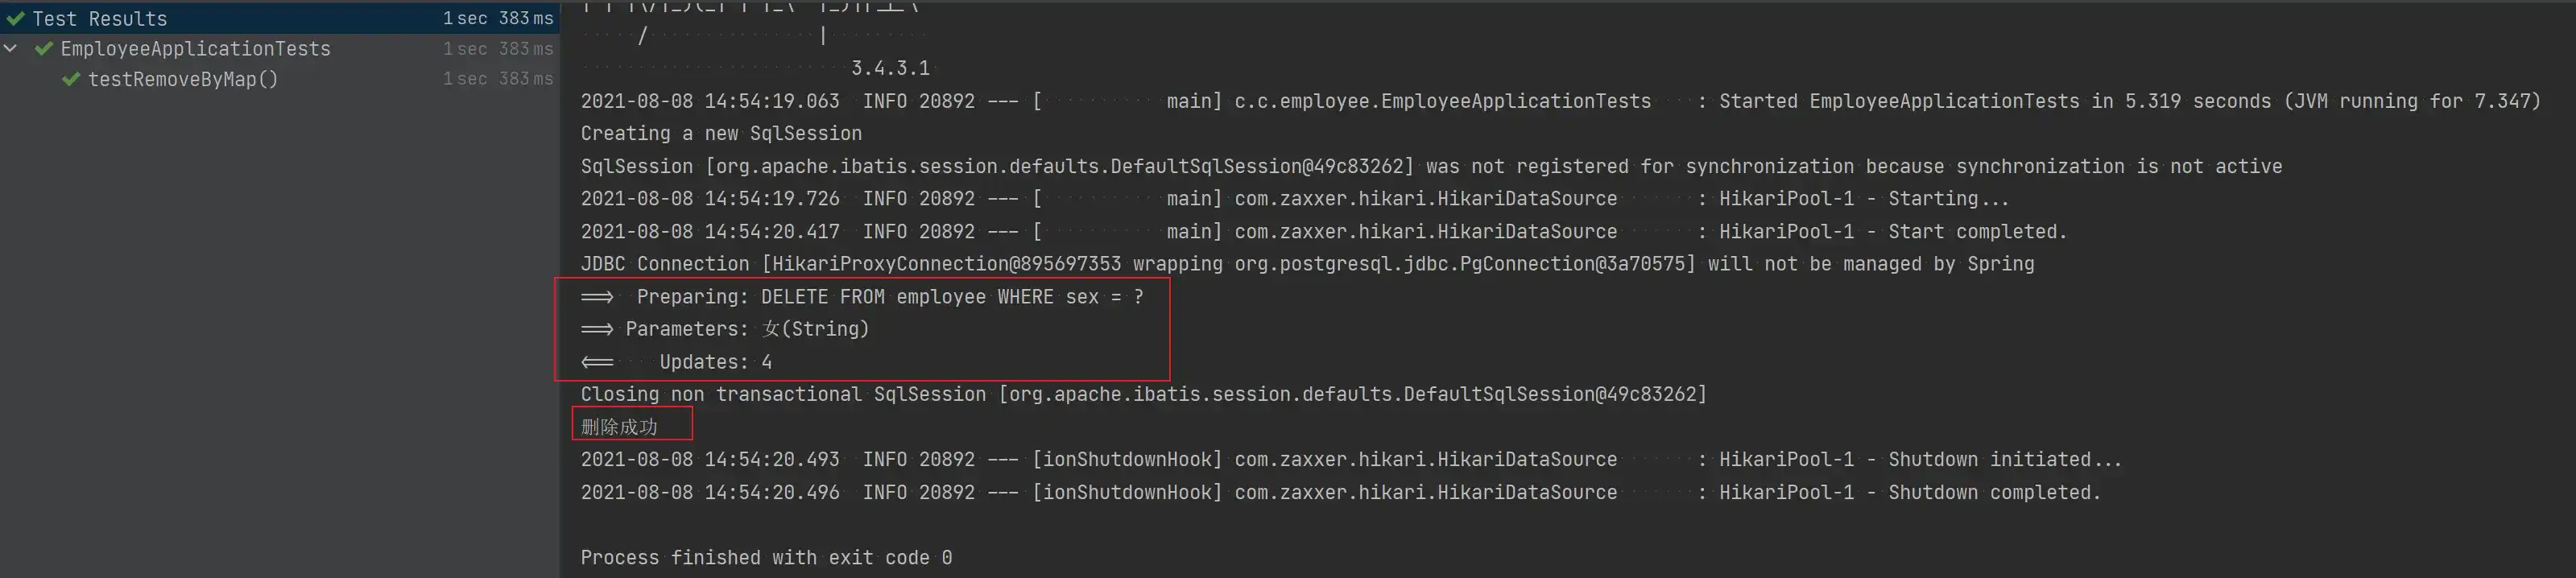 Test Results 1 sec 383 ms
EmployeeApplicationTests 1 sec 383 ms
testRemoveByMap() 1 sec 383 ms
/ |
3.4.3.1
2021-08-08 14:54:19.063 INFO 20892 --- [ main] c.c.employee.EmployeeApplicationTests : Started EmployeeApplicationTests in 5.319 seconds (JVM running for 7.347)
Creating a new SqlSession
SqlSession [org.apache.ibatis.session.defaults.DefaultSqlSession@49c83262] was not registered for synchronization because synchronization is not active
2021-08-08 14:54:19.726 INFO 20892 --- [ main] com.zaxxer.hikari.HikariDataSource : HikariPool-1 - Starting...
2021-08-08 14:54:20.417 INFO 20892 --- [ main] com.zaxxer.hikari.HikariDataSource : HikariPool-1 - Start completed.
JDBC Connection [HikariProxyConnection@895697353 wrapping org.postgresql.jdbc.PgConnection@3a70575] will not be managed by Spring
==> Preparing: DELETE FROM employee WHERE sex = ?
==> Parameters: 女(String)
<== Updates: 4
Closing non transactional SqlSession [org.apache.ibatis.session.defaults.DefaultSqlSession@49c83262]
删除成功
2021-08-08 14:54:20.493 INFO 20892 --- [ionShutdownHook] com.zaxxer.hikari.HikariDataSource : HikariPool-1 - Shutdown initiated...
2021-08-08 14:54:20.496 INFO 20892 --- [ionShutdownHook] com.zaxxer.hikari.HikariDataSource : HikariPool-1 - Shutdown completed.
Process finished with exit code 0